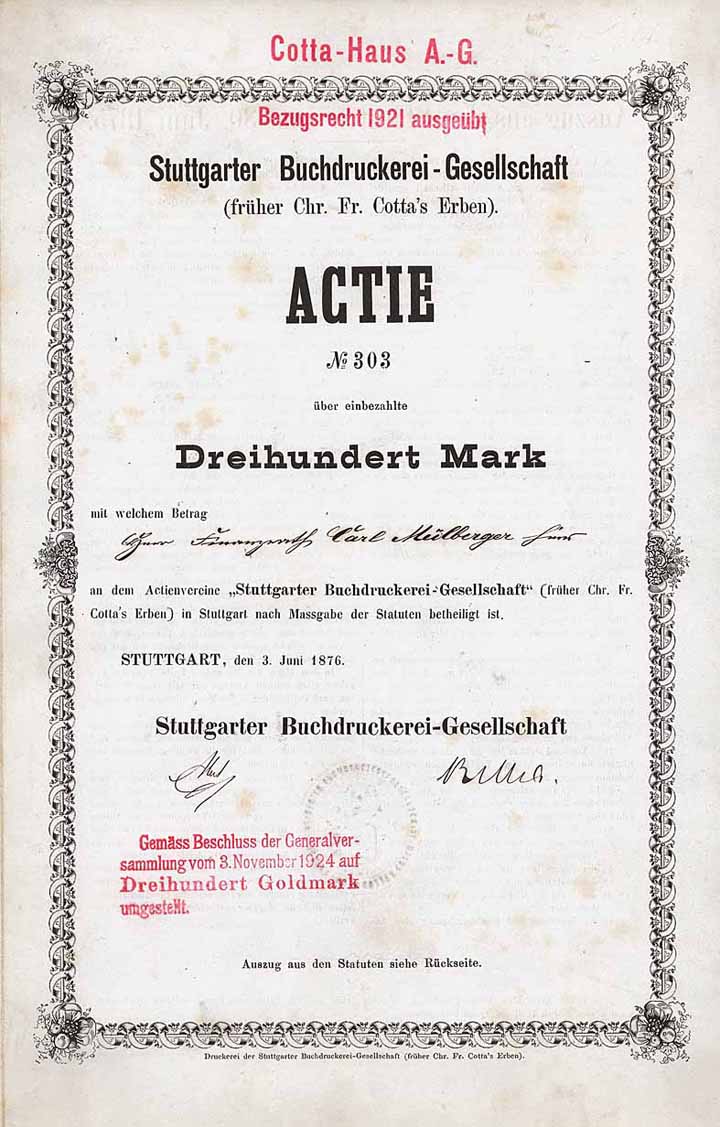 Cotta-Haus A.-G.
Bezugsrecht 1921 ausgeübt
Stuttgarter Buchdruckerei-Gesellschaft
(früher Chr. Fr. Cotta's Erben).
ACTIE
№ 303
über einbezahlte
Dreihundert Mark
mit welchem Betrag
Herr Finanzrath Carl Mülberger hier
an dem Actienvereine „Stuttgarter Buchdruckerei-Gesellschaft“ (früher Chr. Fr.
Cotta's Erben) in Stuttgart nach Massgabe der Statuten betheiligt ist.
STUTTGART, den 3. Juni 1876.
Stuttgarter Buchdruckerei-Gesellschaft
Gemäss Beschluss der Generalver-
sammlung vom 3. November 1924 auf
Dreihundert Goldmark
umgestellt.
Auszug aus den Statuten siehe Rückseite.
Druckerei der Stuttgarter Buchdruckerei-Gesellschaft (früher Chr. Fr. Cotta's Erben).